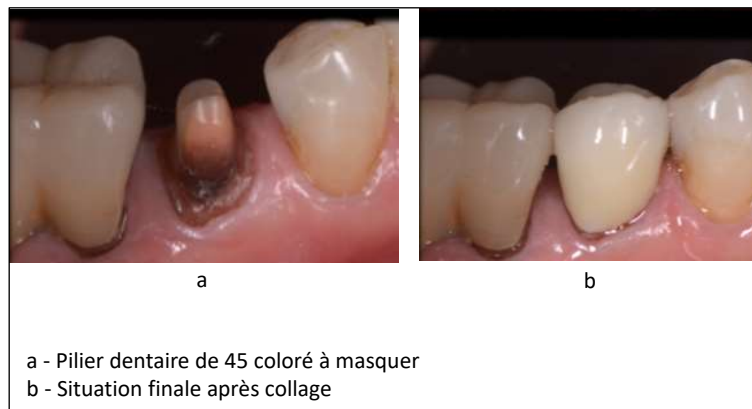 a
b
a - Pilier dentaire de 45 coloré à masquer
b - Situation finale après collage